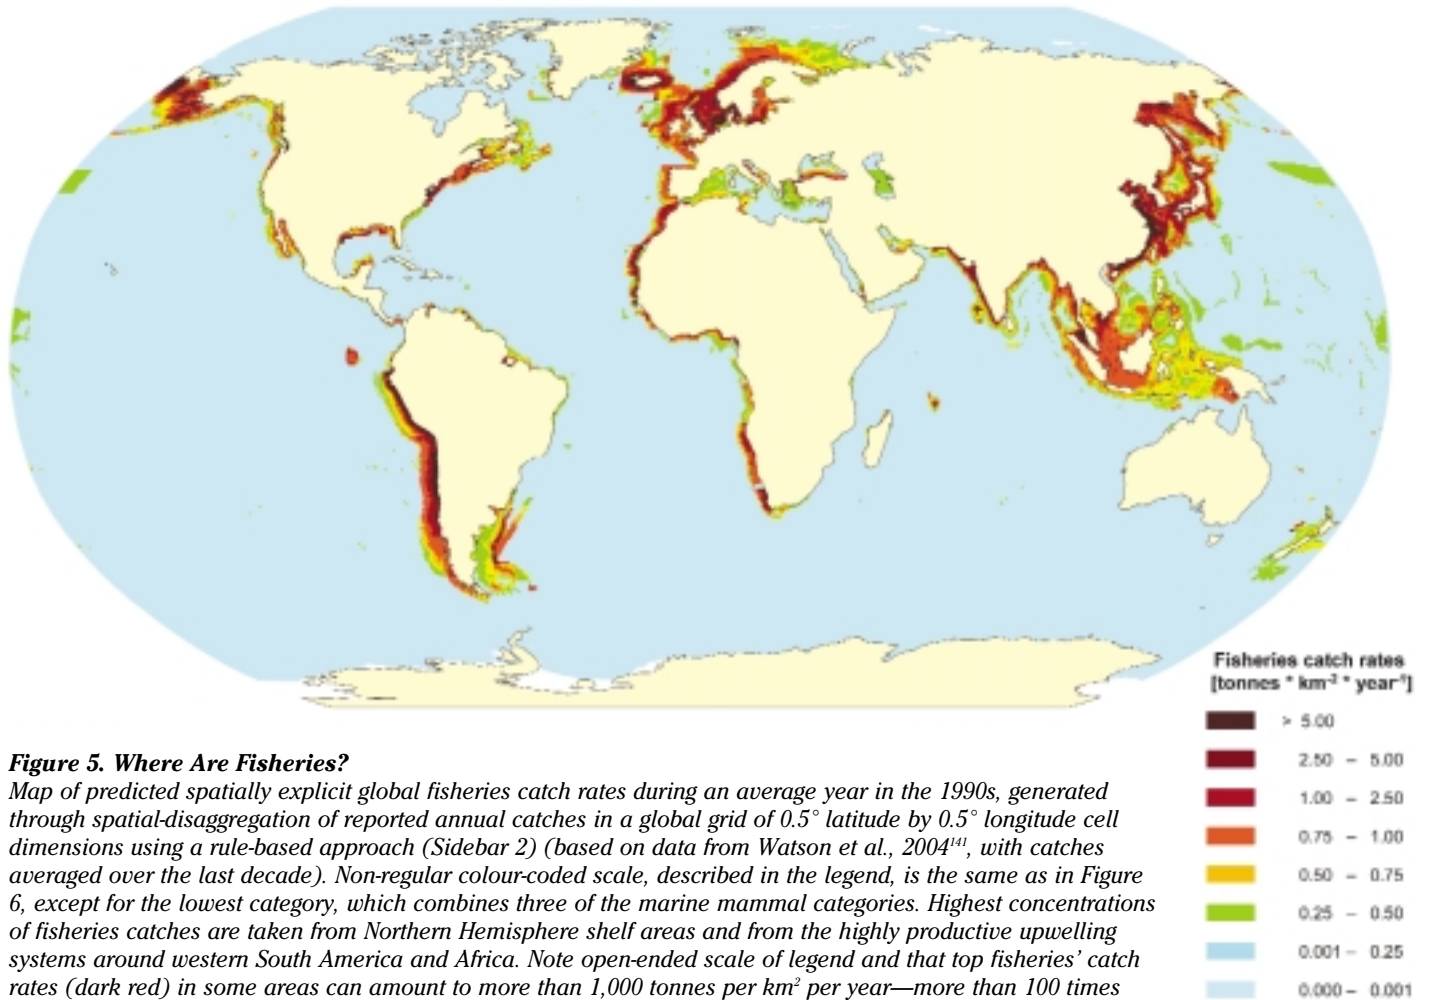 Fisheries catch rates
[tonnes * km⁻² * year⁻¹]
> 5.00
2.50 – 5.00
1.00 – 2.50
0.75 – 1.00
0.50 – 0.75
0.25 – 0.50
0.001 – 0.25
0.000 – 0.001
Figure 5. Where Are Fisheries?
Map of predicted spatially explicit global fisheries catch rates during an average year in the 1990s, generated
through spatial-disaggregation of reported annual catches in a global grid of 0.5° latitude by 0.5° longitude cell
dimensions using a rule-based approach (Sidebar 2) (based on data from Watson et al., 2004¹⁴¹, with catches
averaged over the last decade). Non-regular colour-coded scale, described in the legend, is the same as in Figure
6, except for the lowest category, which combines three of the marine mammal categories. Highest concentrations
of fisheries catches are taken from Northern Hemisphere shelf areas and from the highly productive upwelling
systems around western South America and Africa. Note open-ended scale of legend and that top fisheries' catch
rates (dark red) in some areas can amount to more than 1,000 tonnes per km² per year—more than 100 times